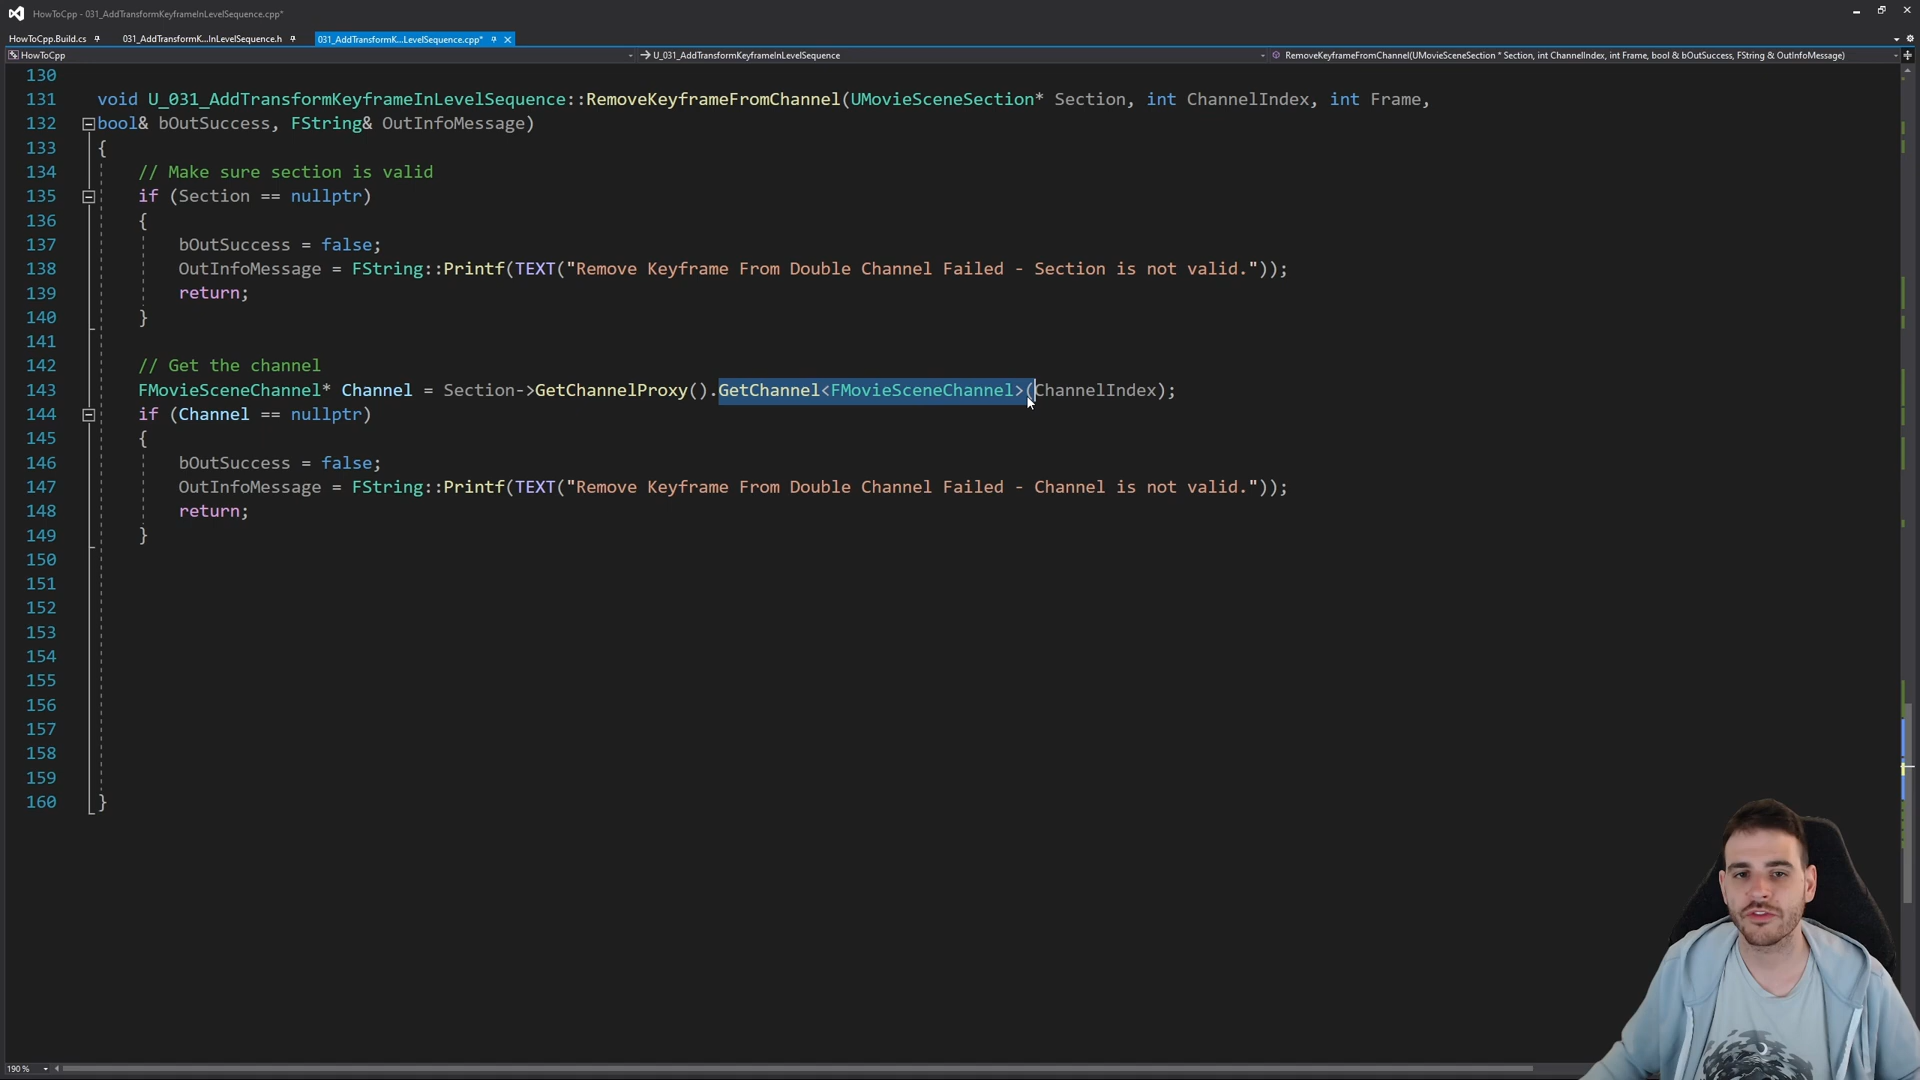 HowToCpp - 031_AddTransformKeyframeInLevelSequence.cpp*
HowToCpp.Build.cs
031_AddTransformK...InLevelSequence.h
031_AddTransformK...LevelSequence.cpp*
HowToCpp
U_031_AddTransformKeyframeInLevelSequence
RemoveKeyframeFromChannel(UMovieSceneSection * Section, int ChannelIndex, int Frame, bool & bOutSuccess, FString & OutInfoMessage)
130
131 void U_031_AddTransformKeyframeInLevelSequence::RemoveKeyframeFromChannel(UMovieSceneSection* Section, int ChannelIndex, int Frame,
132 bool& bOutSuccess, FString& OutInfoMessage)
133 {
134 // Make sure section is valid
135 if (Section == nullptr)
136 {
137 bOutSuccess = false;
138 OutInfoMessage = FString::Printf(TEXT("Remove Keyframe From Double Channel Failed - Section is not valid."));
139 return;
140 }
141
142 // Get the channel
143 FMovieSceneChannel* Channel = Section->GetChannelProxy().GetChannel<FMovieSceneChannel>(ChannelIndex);
144 if (Channel == nullptr)
145 {
146 bOutSuccess = false;
147 OutInfoMessage = FString::Printf(TEXT("Remove Keyframe From Double Channel Failed - Channel is not valid."));
148 return;
149 }
150
151
152
153
154
155
156
157
158
159
160 }
190 %